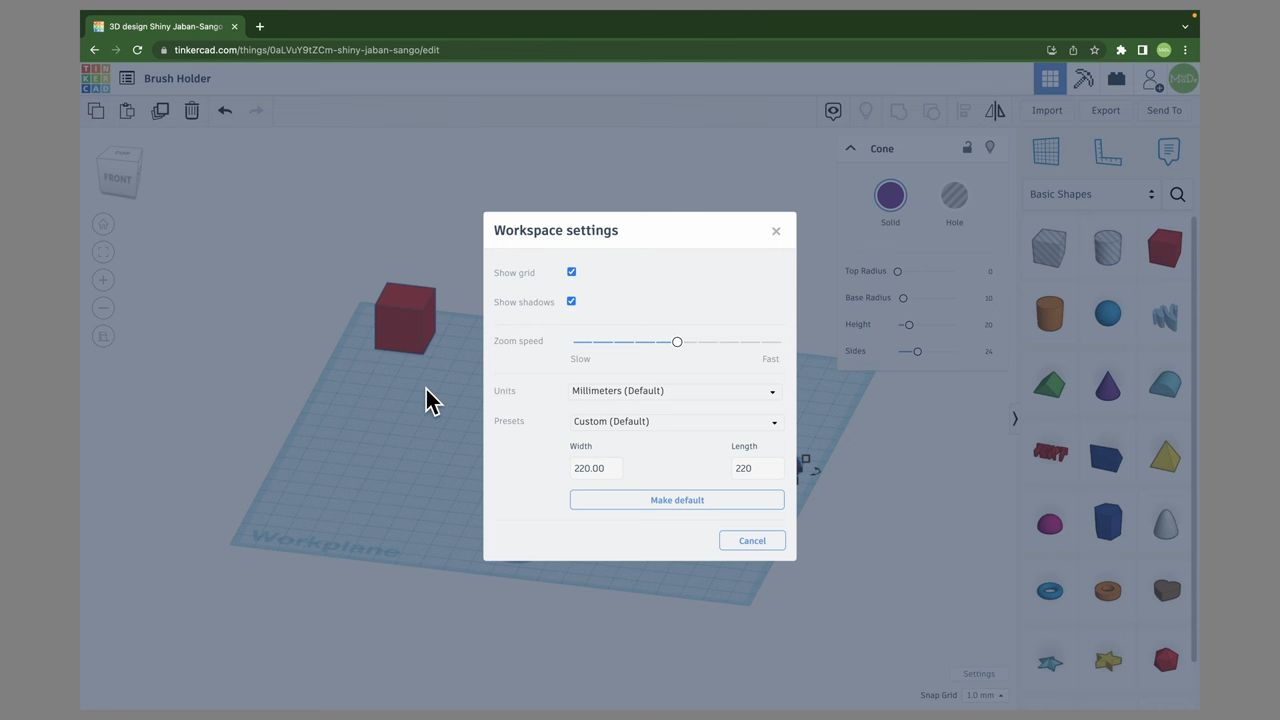 3D design Shiny Jaban-Sango
tinkercad.com/things/0aLVuY9tZCm-shiny-jaban-sango/edit
TINKERCAD
Brush Holder
MaD.
Import
Export
Send To
FRONT
Cone
Solid
Hole
Top Radius 0
Base Radius 10
Height 20
Sides 24
Basic Shapes
Workspace settings
Show grid
Show shadows
Zoom speed
Slow
Fast
Units
Millimeters (Default)
Presets
Custom (Default)
Width
Length
220.00
220
Make default
Cancel
Workplane
Settings
Snap Grid 1.0 mm